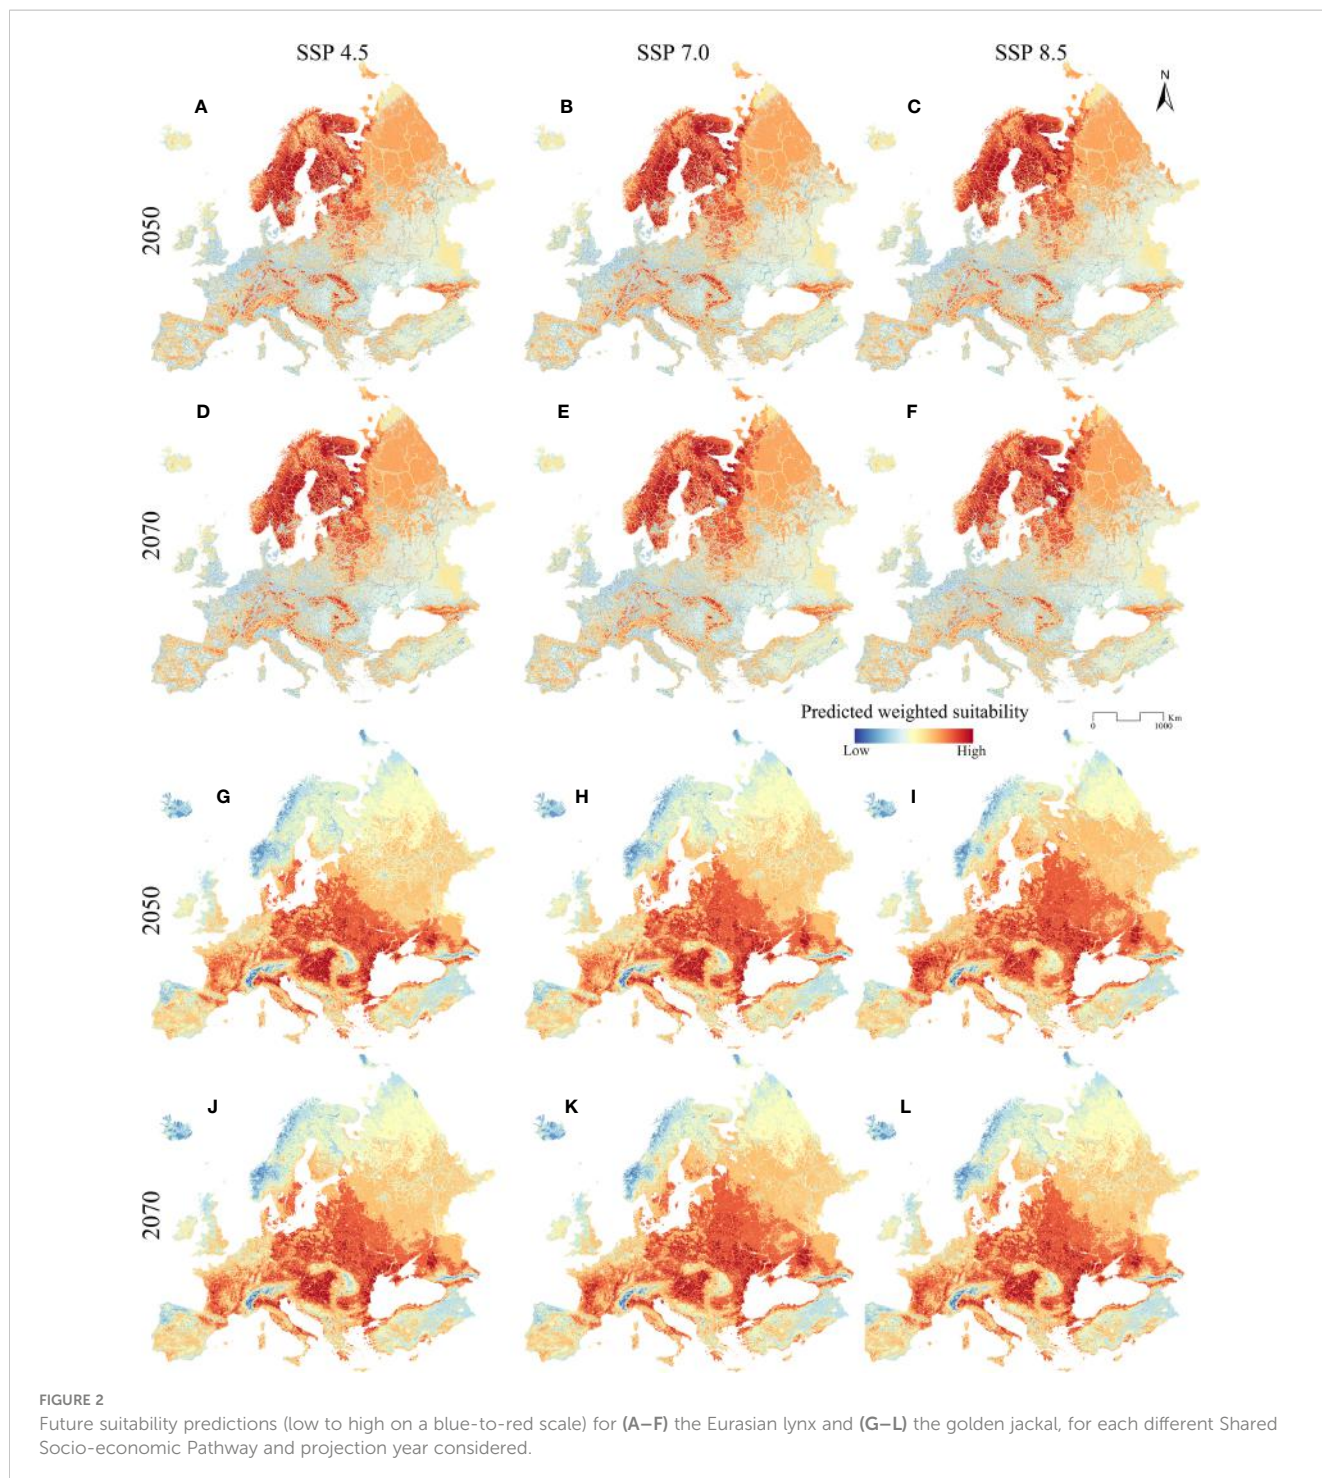 SSP 4.5
SSP 7.0
SSP 8.5
N
A
B
C
2050
D
E
F
2070
Predicted weighted suitability
Low
High
0
1000
Km
G
H
I
2050
J
K
L
2070
FIGURE 2
Future suitability predictions (low to high on a blue-to-red scale) for (A–F) the Eurasian lynx and (G–L) the golden jackal, for each different Shared
Socio-economic Pathway and projection year considered.